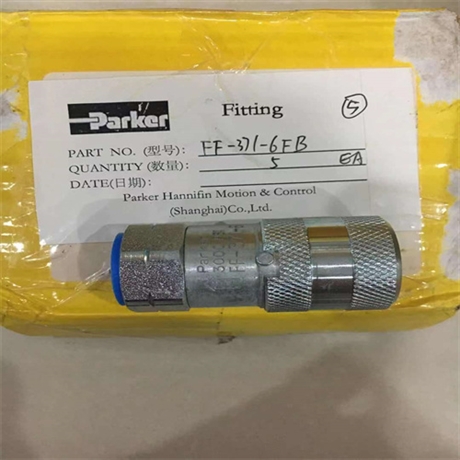 Parker
Fitting
5
PART NO. (型号): FF-371-6FB
QUANTITY (数量): 5 EA
DATE(日期):
Parker Hannifin Motion & Control
(Shanghai)Co.,Ltd.